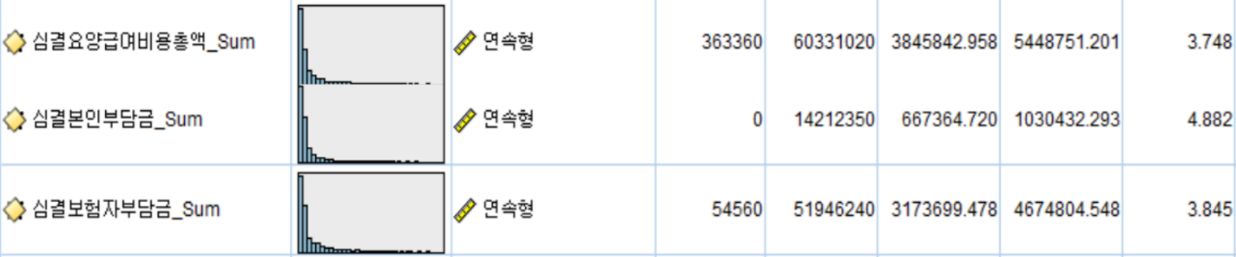 심결요양급여비용총액_Sum 연속형 363360 60331020 3845842.958 5448751.201 3.748
심결본인부담금_Sum 연속형 0 14212350 667364.720 1030432.293 4.882
심결보험자부담금_Sum 연속형 54560 51946240 3173699.478 4674804.548 3.845